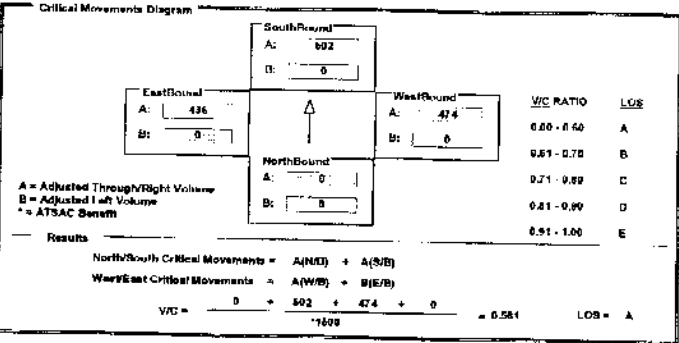 Critical Movements Diagram
SouthBound
A: 602
B: 0
EastBound
A: 436
B: 0
WestBound
A: 474
B: 0
NorthBound
A: 0
B: 0
V/C RATIO LOS
0.00 - 0.60 A
0.61 - 0.70 B
0.71 - 0.80 C
0.81 - 0.90 D
0.91 - 1.00 E
A = Adjusted Through/Right Volume
B = Adjusted Left Volume
* = ATSAC Benefit
Results
North/South Critical Movements = A(N/B) + A(S/B)
West/East Critical Movements = A(W/B) + B(E/B)
V/C = 0 + 502 + 474 + 0 = 0.581 LOS = A